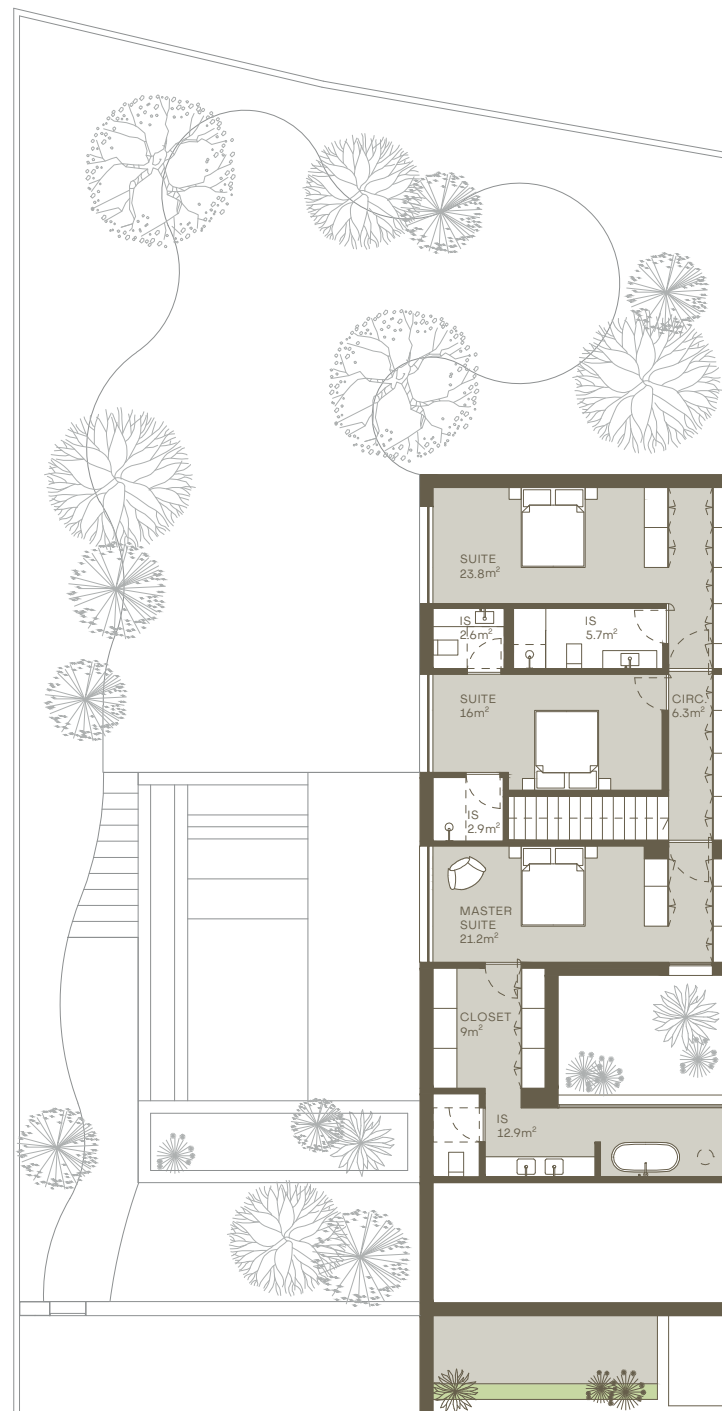 SUITE
23.8m²
IS
2.6m²
IS
5.7m²
SUITE
16m²
CIRC.
6.3m²
IS
2.9m²
MASTER
SUITE
21.2m²
CLOSET
9m²
IS
12.9m²